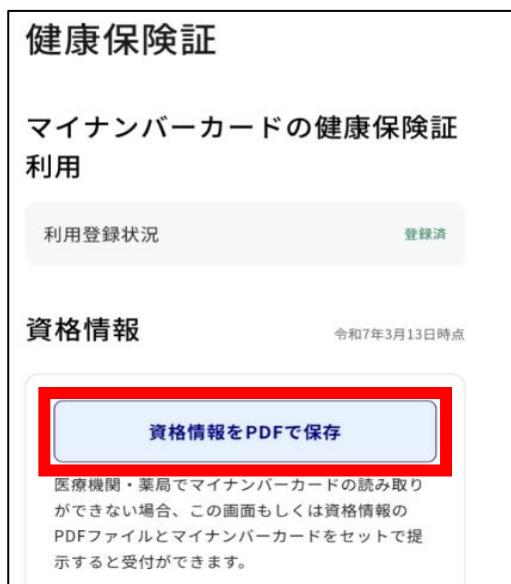 健康保険証
マイナンバーカードの健康保険証
利用
利用登録状況
登録済
資格情報
令和7年3月13日時点
資格情報をPDFで保存
医療機関・薬局でマイナンバーカードの読み取り
ができない場合、この画面もしくは資格情報の
PDFファイルとマイナンバーカードをセットで提
示すると受付ができます。